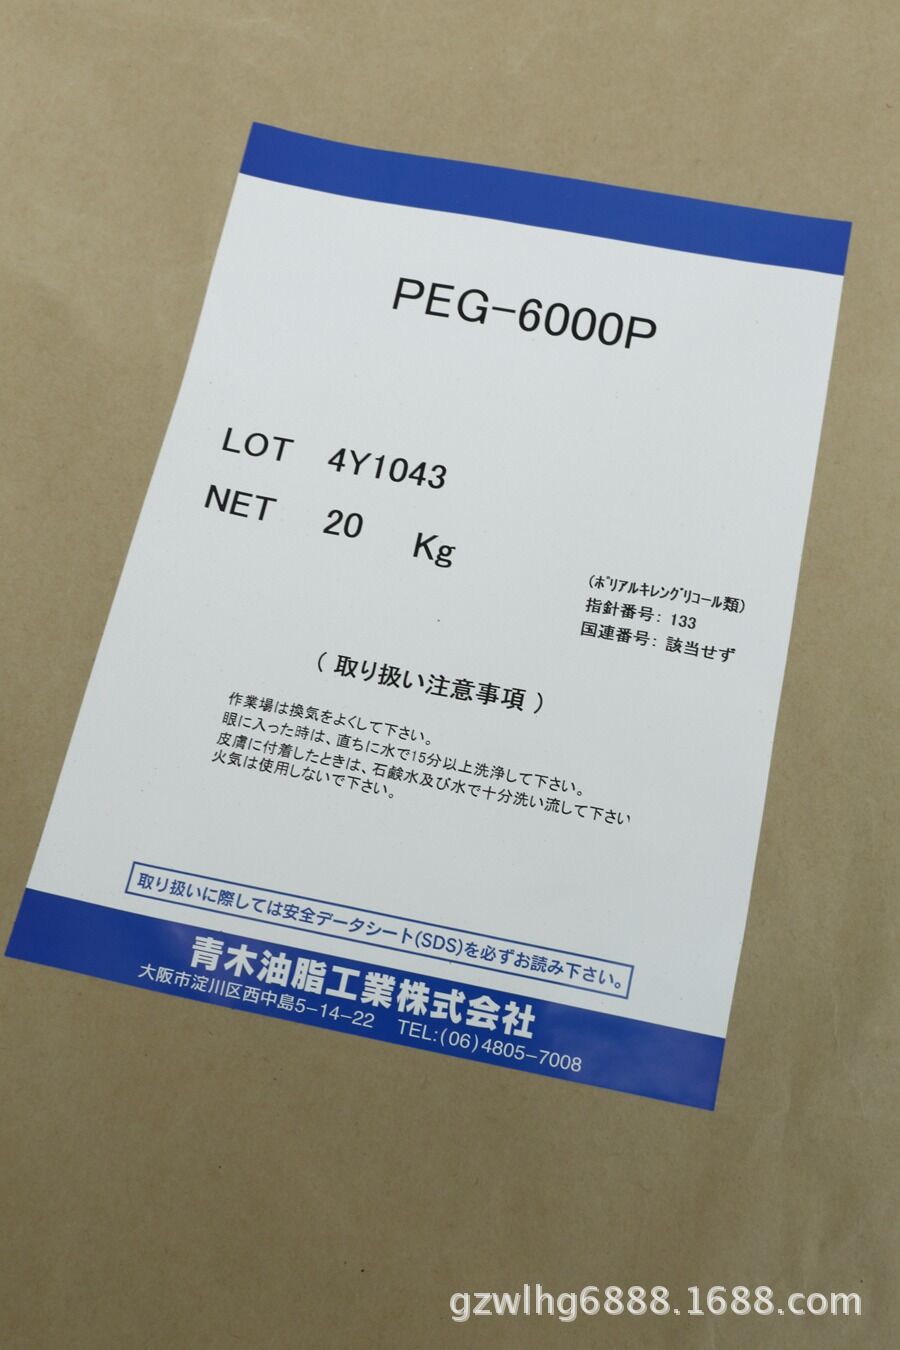 PEG-6000P
LOT 4Y1043
NET 20 Kg
(ﾎﾟﾘｱﾙｷﾚﾝｸﾞﾘｺｰﾙ類)
指針番号: 133
国連番号: 該当せず
( 取り扱い注意事項 )
作業場は換気をよくして下さい。
眼に入った時は、直ちに水で15分以上洗浄して下さい。
皮膚に付着したときは、石鹸水及び水で十分洗い流して下さい
火気は使用しないで下さい。
取り扱いに際しては安全データシート(SDS)を必ずお読み下さい。
青木油脂工業株式会社
大阪市淀川区西中島5-14-22 TEL:(06)4805-7008
gzwlhg6888.1688.com